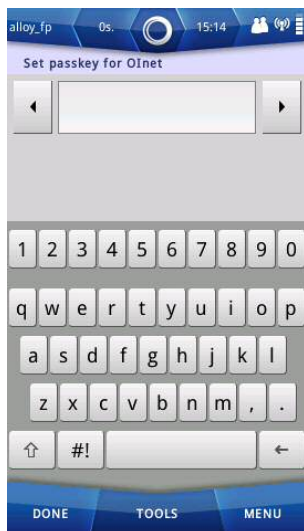 alloy_fp 0s. 15:14
Set passkey for OInet
1 2 3 4 5 6 7 8 9 0
q w e r t y u i o p
a s d f g h j k l
z x c v b n m , .
#!
DONE TOOLS MENU